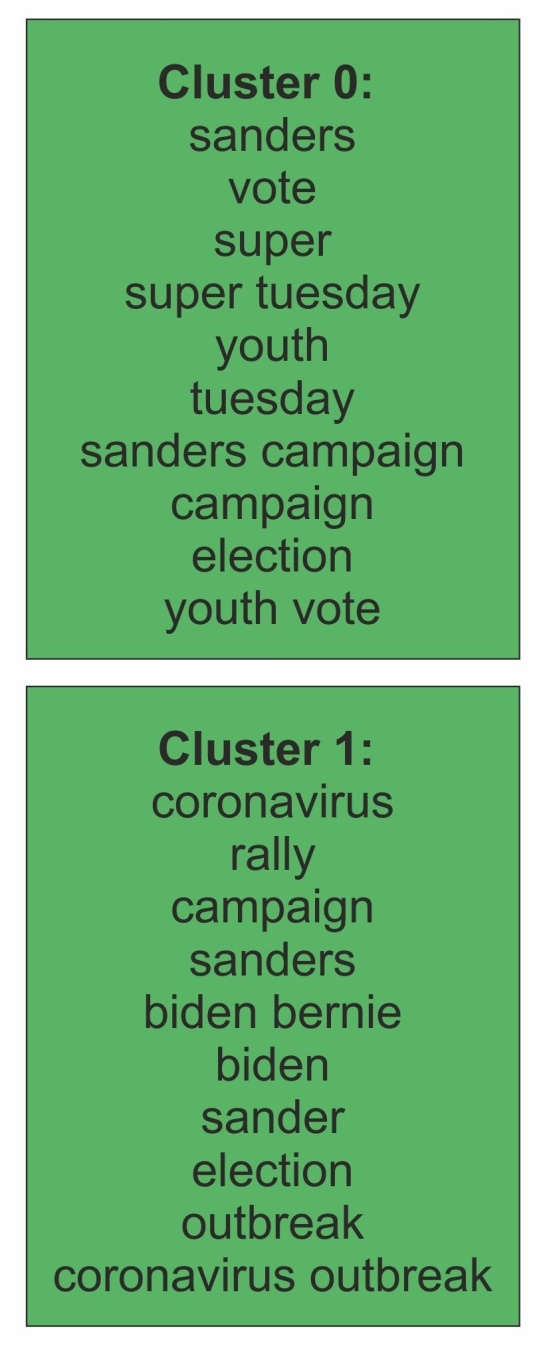 Cluster 0:
sanders
vote
super
super tuesday
youth
tuesday
sanders campaign
campaign
election
youth vote
Cluster 1:
coronavirus
rally
campaign
sanders
biden bernie
biden
sander
election
outbreak
coronavirus outbreak